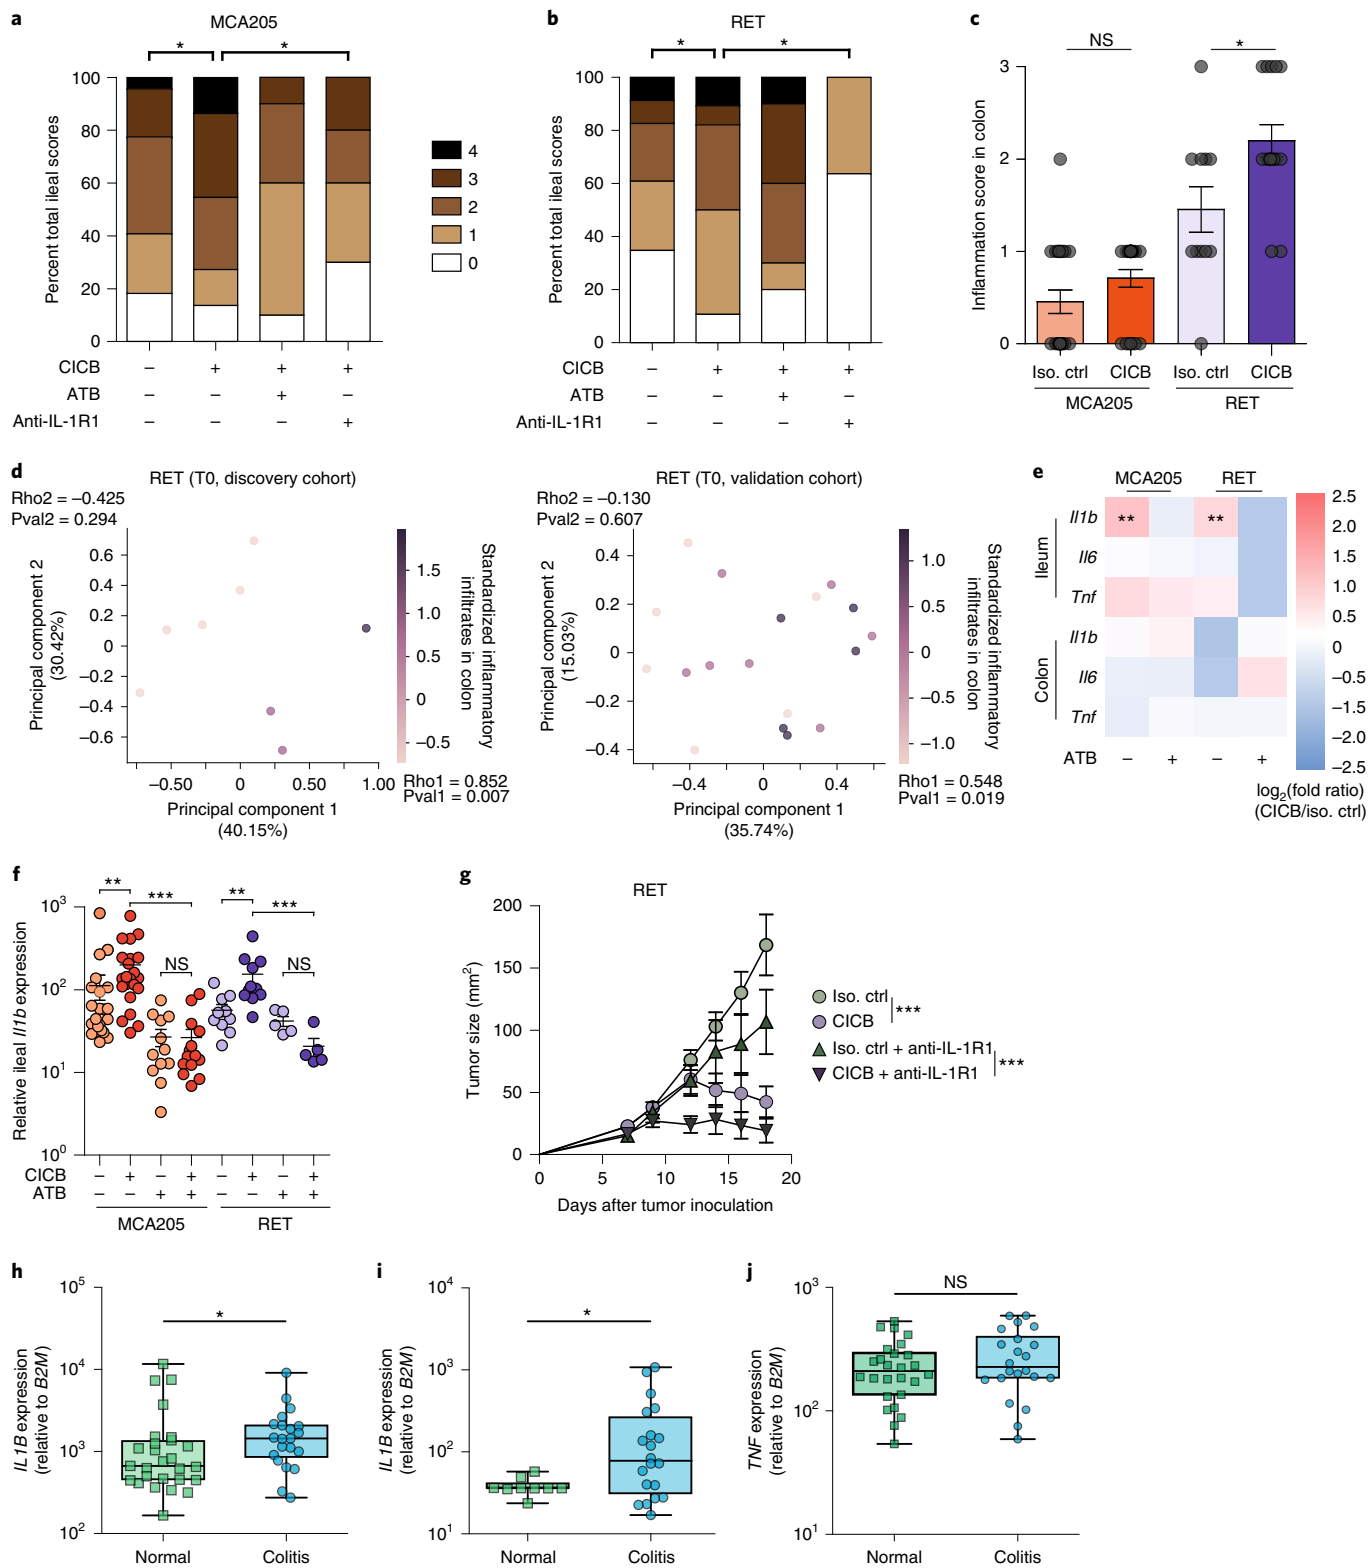 a
MCA205
*
*
Percent total ileal scores
100
80
60
40
20
0
CICB – + + +
ATB – – + –
Anti-IL-1R1 – – – +
4
3
2
1
0
b
RET
*
*
Percent total ileal scores
100
80
60
40
20
0
CICB – + + +
ATB – – + –
Anti-IL-1R1 – – – +
c
NS
*
Inflammation score in colon
3
2
1
0
Iso. ctrl CICB Iso. ctrl CICB
MCA205 RET
d
RET (T0, discovery cohort)
Rho2 = –0.425
Pval2 = 0.294
Principal component 2
(30.42%)
0.6
0.4
0.2
0
–0.2
–0.4
–0.6
–0.50 0 0.50 1.00
Principal component 1
(40.15%)
Rho1 = 0.852
Pval1 = 0.007
1.5
1.0
0.5
0
–0.5
Standardized inflammatory
infiltrates in colon
RET (T0, validation cohort)
Rho2 = –0.130
Pval2 = 0.607
Principal component 2
(15.03%)
0.4
0.2
0
–0.2
–0.4
–0.4 0 0.4
Principal component 1
(35.74%)
Rho1 = 0.548
Pval1 = 0.019
1.0
0.5
0
–0.5
–1.0
Standardized inflammatory
infiltrates in colon
e
MCA205 RET
Ileum
Il1b
Il6
Tnf
Colon
Il1b
Il6
Tnf
** **
ATB – + – +
2.5
2.0
1.5
1.0
0.5
0
–0.5
–1.0
–1.5
–2.0
–2.5
log2(fold ratio)
(CICB/iso. ctrl)
f
** *** ** ***
NS NS
Relative ileal Il1b expression
10³
10²
10¹
10⁰
CICB – + – + – + – +
ATB – – + + – – + +
MCA205 RET
g
RET
Tumor size (mm²)
200
150
100
50
0
0 5 10 15 20
Days after tumor inoculation
Iso. ctrl
CICB
***
Iso. ctrl + anti-IL-1R1
CICB + anti-IL-1R1
***
h
IL1B expression
(relative to B2M)
10⁵
10⁴
10³
10²
*
Normal Colitis
i
IL1B expression
(relative to B2M)
10⁴
10³
10²
10¹
*
Normal Colitis
j
TNF expression
(relative to B2M)
10³
10²
10¹
NS
Normal Colitis